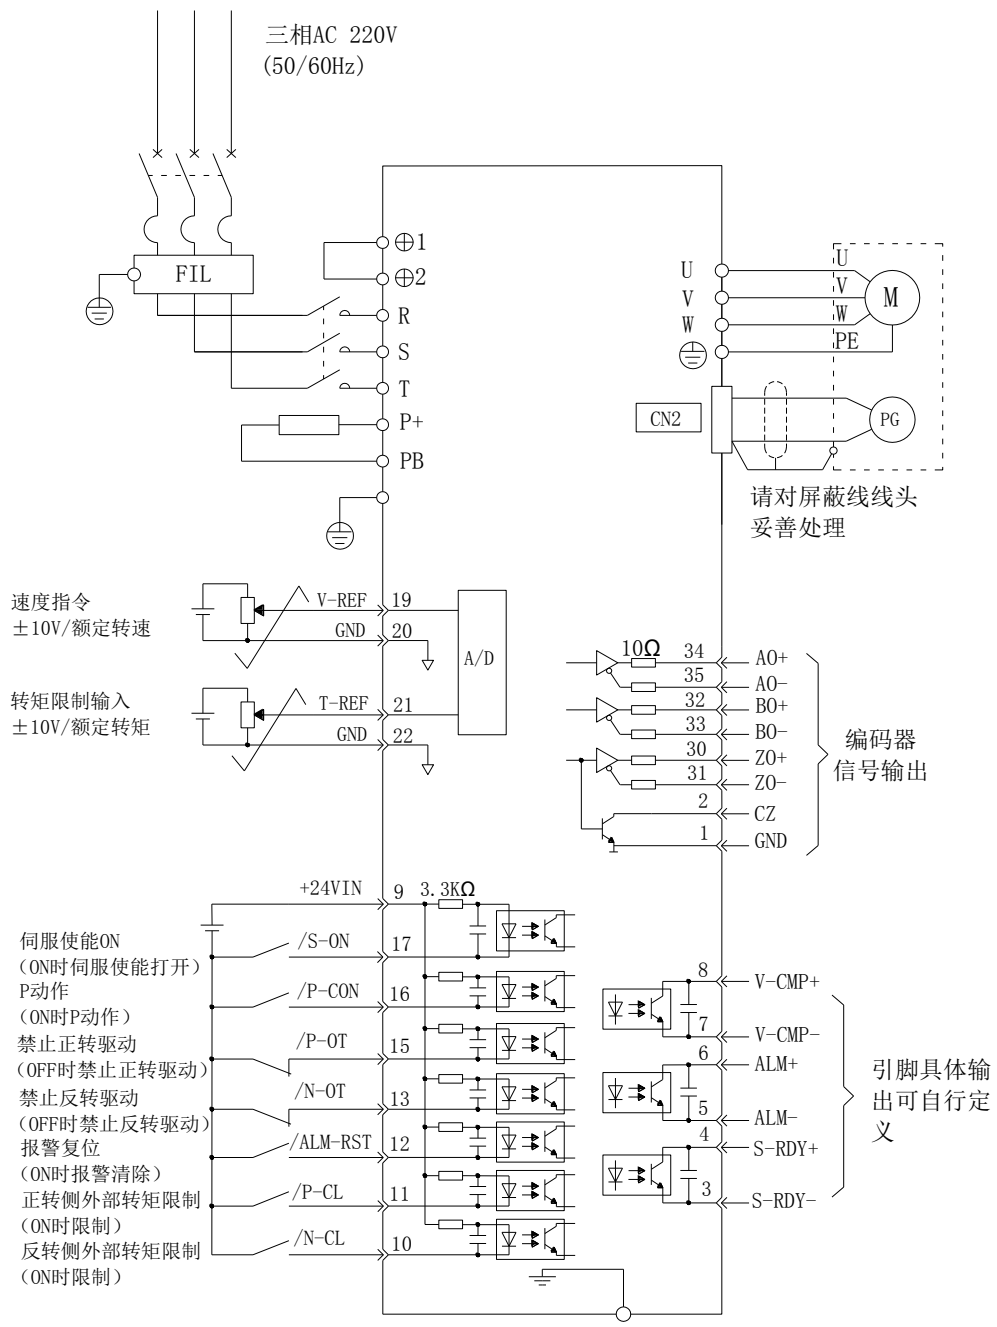 三相AC 220V
(50/60Hz)
FIL
⊕1
⊕2
R
S
T
P+
PB
U
V
W
U
V
W
PE
M
CN2
PG
请对屏蔽线线头
妥善处理
速度指令
±10V/额定转速
V-REF 19
GND 20
A/D
转矩限制输入
±10V/额定转矩
T-REF 21
GND 22
10Ω
34 AO+
35 AO-
32 BO+
33 BO-
30 ZO+
31 ZO-
2 CZ
1 GND
编码器
信号输出
+24VIN 9 3.3KΩ
伺服使能ON
(ON时伺服使能打开)
/S-ON 17
P动作
(ON时P动作)
/P-CON 16
禁止正转驱动
(OFF时禁止正转驱动)
/P-OT 15
禁止反转驱动
(OFF时禁止反转驱动)
/N-OT 13
报警复位
(ON时报警清除)
/ALM-RST 12
正转侧外部转矩限制
(ON时限制)
/P-CL 11
反转侧外部转矩限制
(ON时限制)
/N-CL 10
8 V-CMP+
7 V-CMP-
6 ALM+
5 ALM-
4 S-RDY+
3 S-RDY-
引脚具体输
出可自行定
义